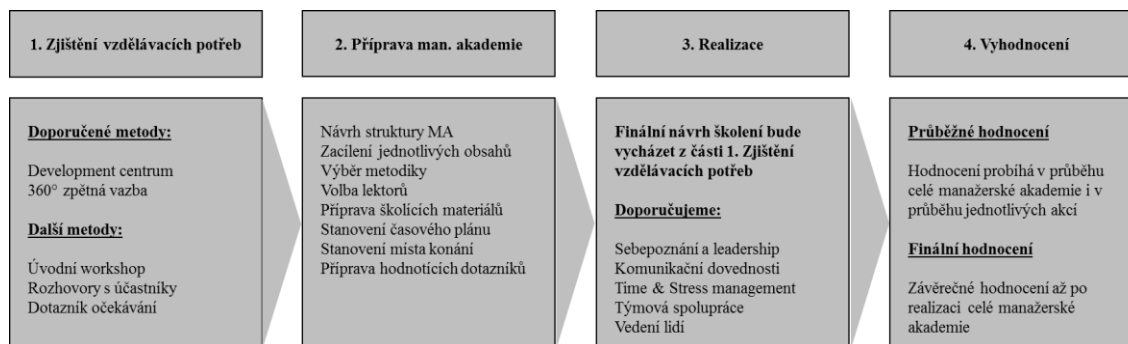 1. Zjištění vzdělávacích potřeb
Doporučené metody:
Development centrum
360° zpětná vazba
Další metody:
Úvodní workshop
Rozhovory s účastníky
Dotazník očekávání
2. Příprava man. akademie
Návrh struktury MA
Zacílení jednotlivých obsahů
Výběr metodiky
Volba lektorů
Příprava školících materiálů
Stanovení časového plánu
Stanovení místa konání
Příprava hodnotících dotazníků
3. Realizace
Finální návrh školení bude
vycházet z části 1. Zjištění
vzdělávacích potřeb
Doporučujeme:
Sebepoznání a leadership
Komunikační dovednosti
Time & Stress management
Týmová spolupráce
Vedení lidí
4. Vyhodnocení
Průběžné hodnocení
Hodnocení probíhá v průběhu
celé manažerské akademie i v
průběhu jednotlivých akcí
Finální hodnocení
Závěrečné hodnocení až po
realizaci celé manažerské
akademie